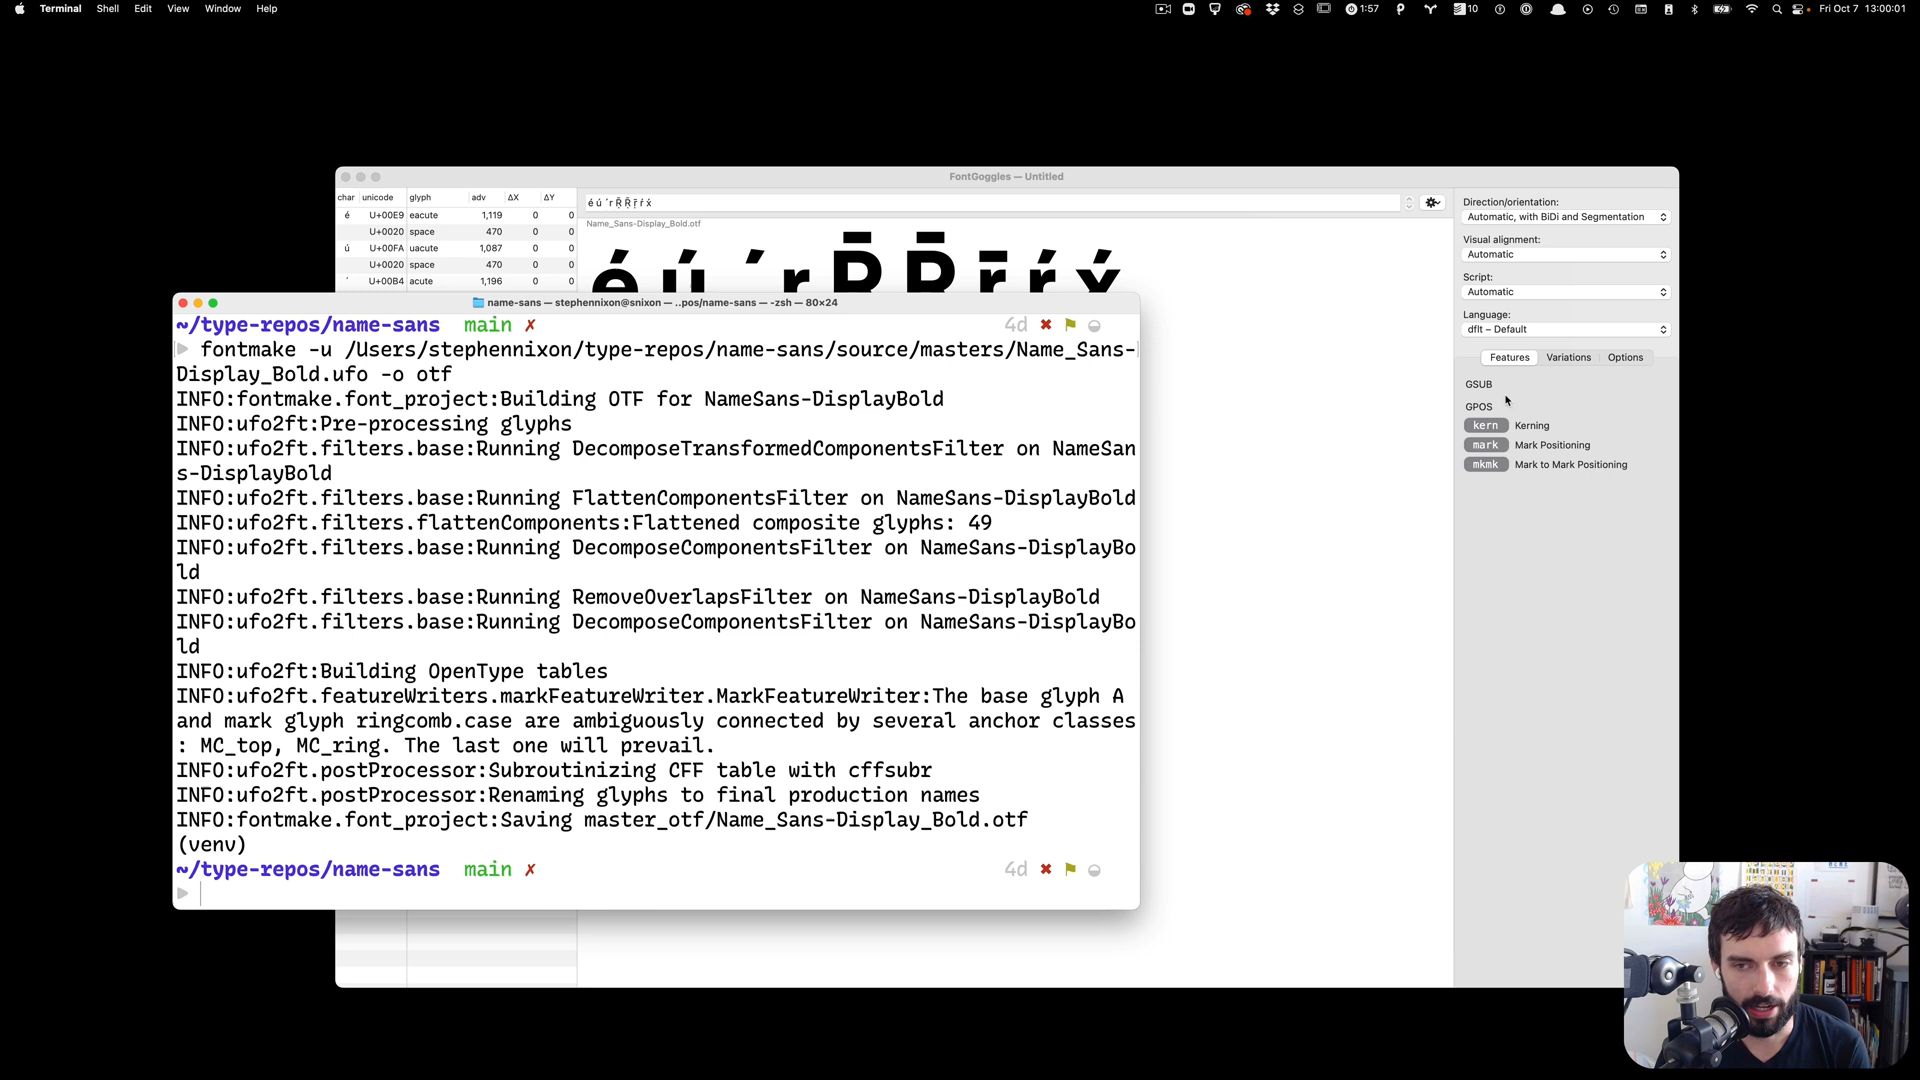 Terminal Shell Edit View Window Help
1:57
10
Fri Oct 7 13:00:01
FontGoggles — Untitled
char unicode glyph adv ΔX ΔY
é U+00E9 eacute 1,119 0 0
U+0020 space 470 0 0
ú U+00FA uacute 1,087 0 0
U+0020 space 470 0 0
´ U+00B4 acute 1,196 0 0
Name_Sans-Display_Bold.otf
Direction/orientation:
Automatic, with BiDi and Segmentation
Visual alignment:
Automatic
Script:
Automatic
Language:
dflt – Default
Features Variations Options
GSUB
GPOS
kern Kerning
mark Mark Positioning
mkmk Mark to Mark Positioning
name-sans — stephennixon@snixon — ..pos/name-sans — -zsh — 80×24
~/type-repos/name-sans main ✗ 4d ✖
fontmake -u /Users/stephennixon/type-repos/name-sans/source/masters/Name_Sans-
Display_Bold.ufo -o otf
INFO:fontmake.font_project:Building OTF for NameSans-DisplayBold
INFO:ufo2ft:Pre-processing glyphs
INFO:ufo2ft.filters.base:Running DecomposeTransformedComponentsFilter on NameSan
s-DisplayBold
INFO:ufo2ft.filters.base:Running FlattenComponentsFilter on NameSans-DisplayBold
INFO:ufo2ft.filters.flattenComponents:Flattened composite glyphs: 49
INFO:ufo2ft.filters.base:Running DecomposeComponentsFilter on NameSans-DisplayBo
ld
INFO:ufo2ft.filters.base:Running RemoveOverlapsFilter on NameSans-DisplayBold
INFO:ufo2ft.filters.base:Running DecomposeComponentsFilter on NameSans-DisplayBo
ld
INFO:ufo2ft:Building OpenType tables
INFO:ufo2ft.featureWriters.markFeatureWriter.MarkFeatureWriter:The base glyph A
and mark glyph ringcomb.case are ambiguously connected by several anchor classes
: MC_top, MC_ring. The last one will prevail.
INFO:ufo2ft.postProcessor:Subroutinizing CFF table with cffsubr
INFO:ufo2ft.postProcessor:Renaming glyphs to final production names
INFO:fontmake.font_project:Saving master_otf/Name_Sans-Display_Bold.otf
(venv)
~/type-repos/name-sans main ✗ 4d ✖